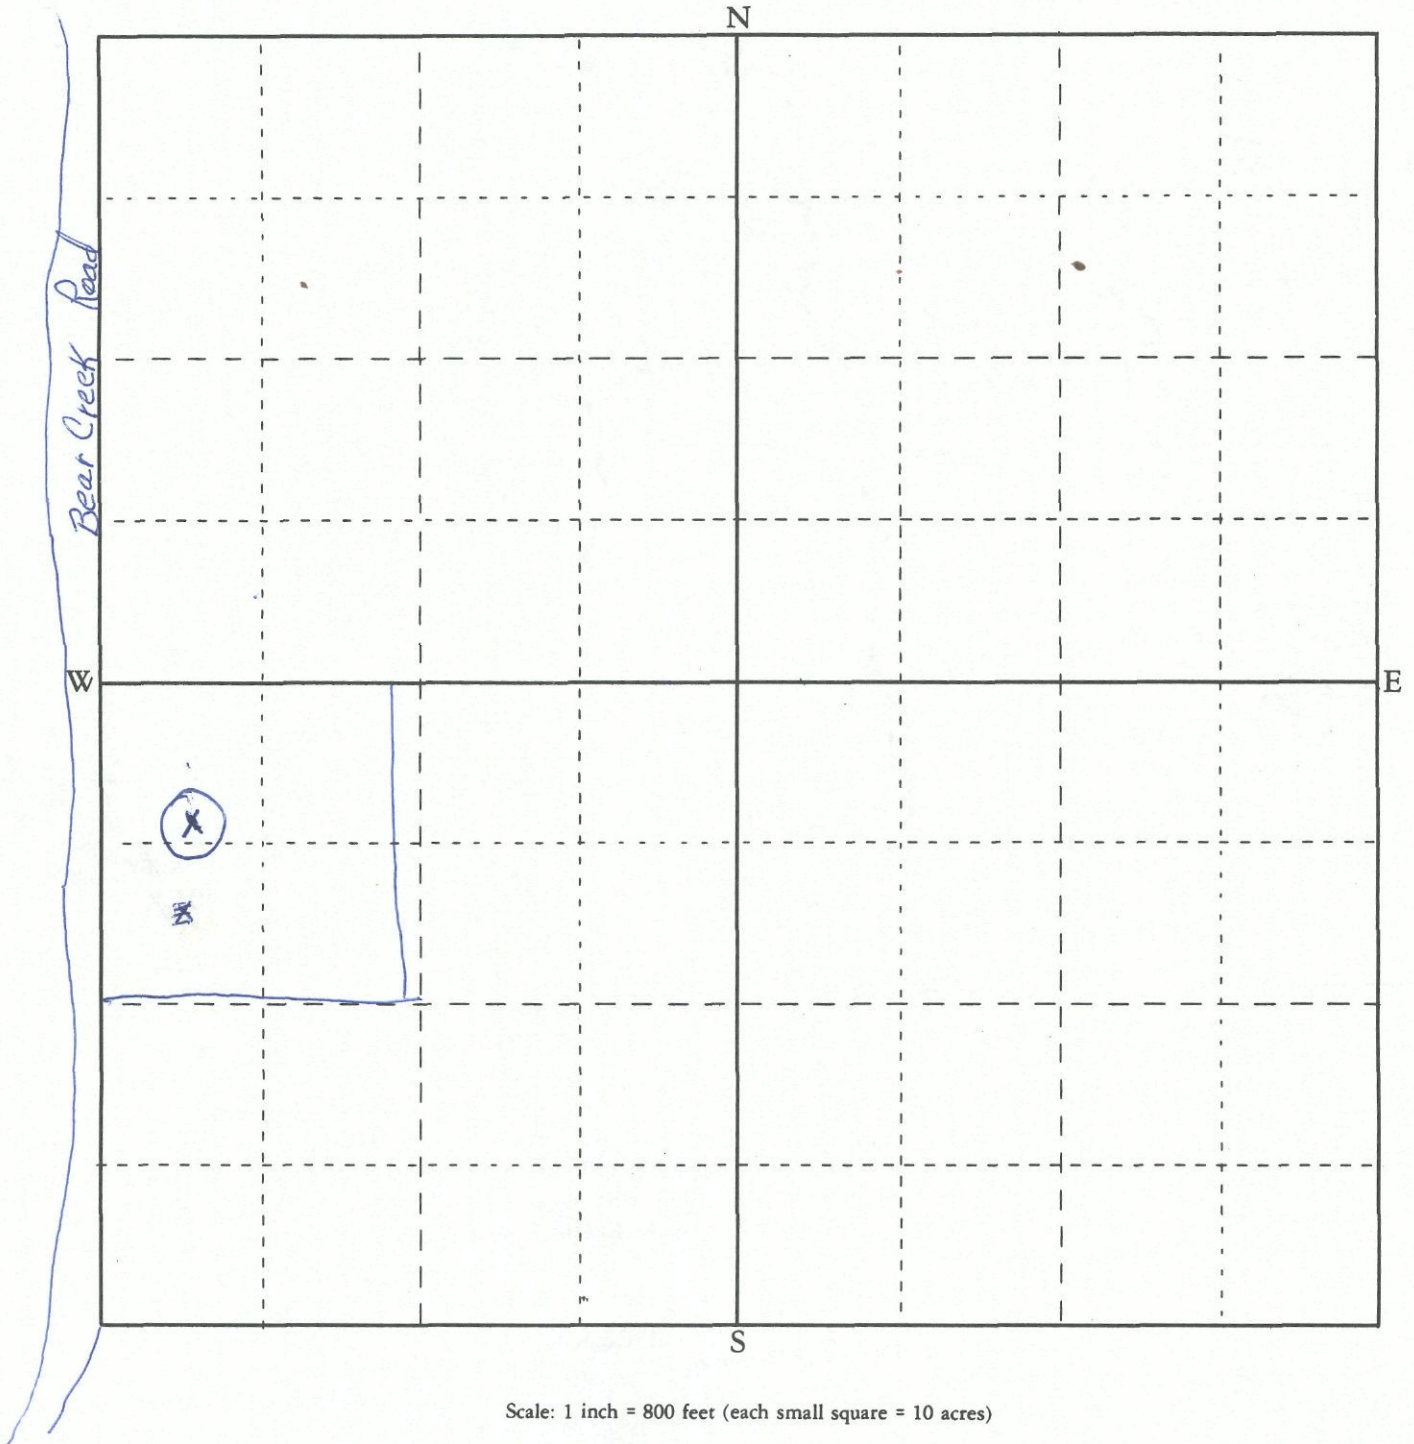 N
Bear Creek Road
W
E
X
S
Scale: 1 inch = 800 feet (each small square = 10 acres)